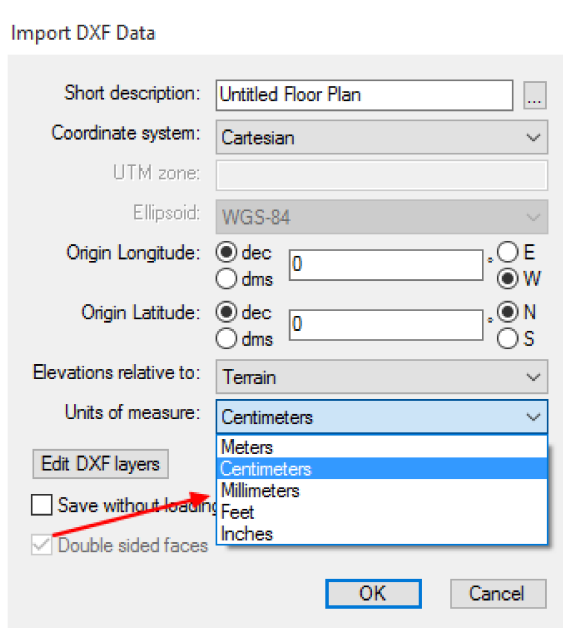 Import DXF Data
Short description: Untitled Floor Plan ...
Coordinate system: Cartesian
UTM zone:
Ellipsoid: WGS-84
Origin Longitude: dec dms 0 ° E W
Origin Latitude: dec dms 0 ° N S
Elevations relative to: Terrain
Units of measure: Centimeters
Meters
Centimeters
Millimeters
Feet
Inches
Edit DXF layers
Save without loading
Double sided faces
OK Cancel